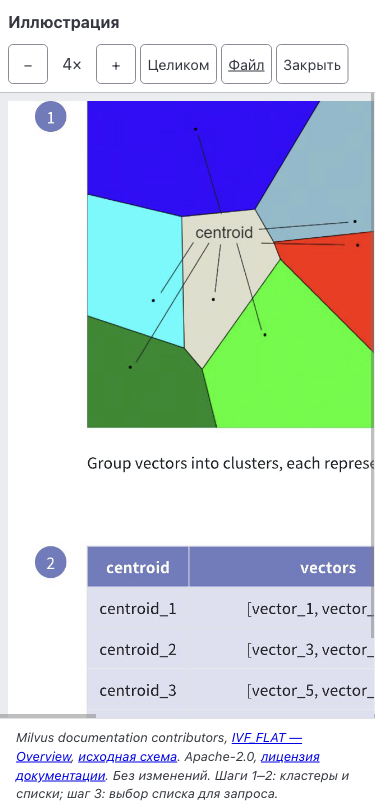 Иллюстрация
− 4× + Целиком Файл Закрыть
1
centroid
Group vectors into clusters, each
2
centroid vectors
centroid_1 [vector_1, vector_
centroid_2 [vector_3, vector_
centroid_3 [vector_5, vector_
Milvus documentation contributors, IVF_FLAT —
Overview, исходная схема. Apache-2.0, лицензия
документации. Без изменений. Шаги 1–2: кластеры и
списки; шаг 3: выбор списка для запроса.